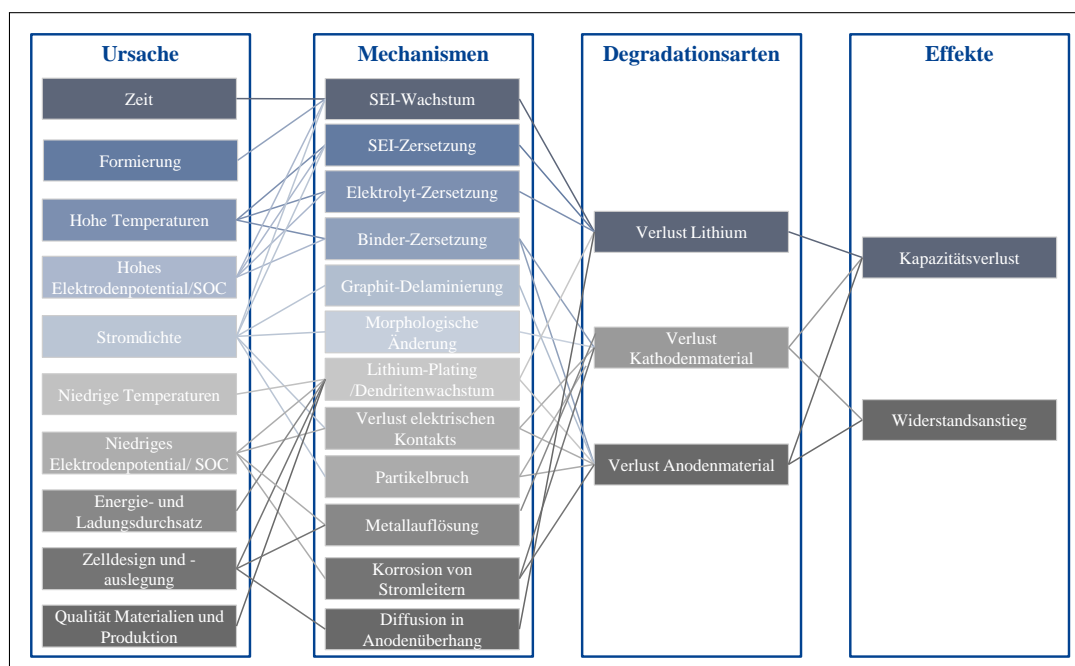 Ursache
Zeit
Formierung
Hohe Temperaturen
Hohes
Elektrodenpotential/SOC
Stromdichte
Niedrige Temperaturen
Niedriges
Elektrodenpotential/ SOC
Energie- und
Ladungsdurchsatz
Zelldesign und -
auslegung
Qualität Materialien und
Produktion
Mechanismen
SEI-Wachstum
SEI-Zersetzung
Elektrolyt-Zersetzung
Binder-Zersetzung
Graphit-Delaminierung
Morphologische
Änderung
Lithium-Plating
/Dendritenwachstum
Verlust elektrischen
Kontakts
Partikelbruch
Metallauflösung
Korrosion von
Stromleitern
Diffusion in
Anodenüberhang
Degradationsarten
Verlust Lithium
Verlust
Kathodenmaterial
Verlust Anodenmaterial
Effekte
Kapazitätsverlust
Widerstandsanstieg